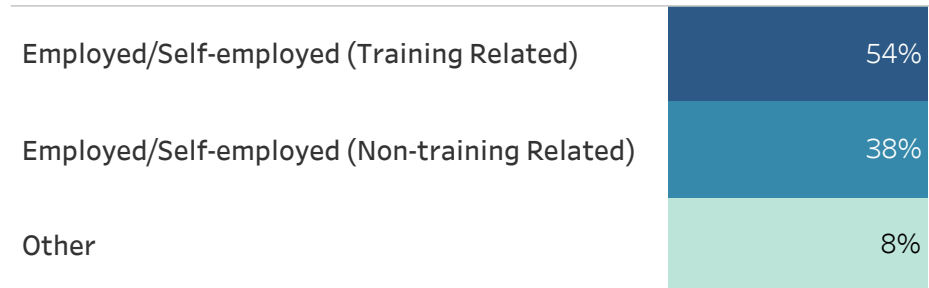 Employed/Self-employed (Training Related) 54%
Employed/Self-employed (Non-training Related) 38%
Other 8%